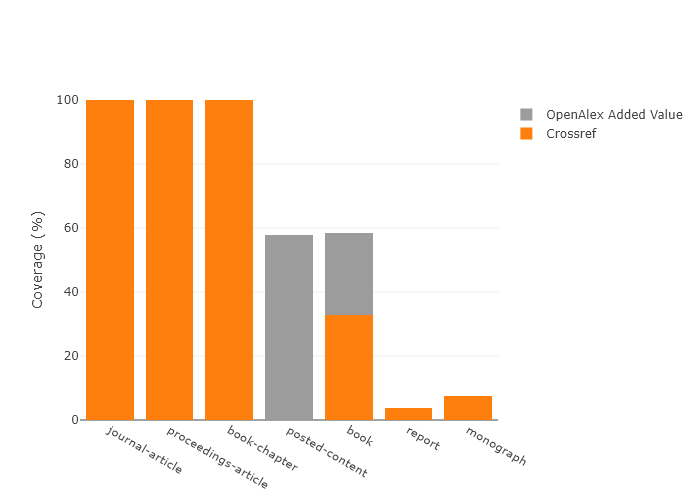 OpenAlex Added Value
Crossref
Coverage (%)
100
80
60
40
20
0
journal-article
proceedings-article
book-chapter
posted-content
book
report
monograph